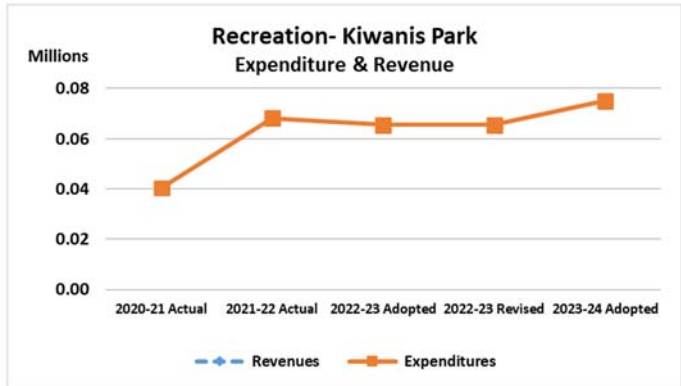 Recreation- Kiwanis Park
Expenditure & Revenue
Millions
0.08
0.06
0.04
0.02
0.00
2020-21 Actual 2021-22 Actual 2022-23 Adopted 2022-23 Revised 2023-24 Adopted
Revenues Expenditures